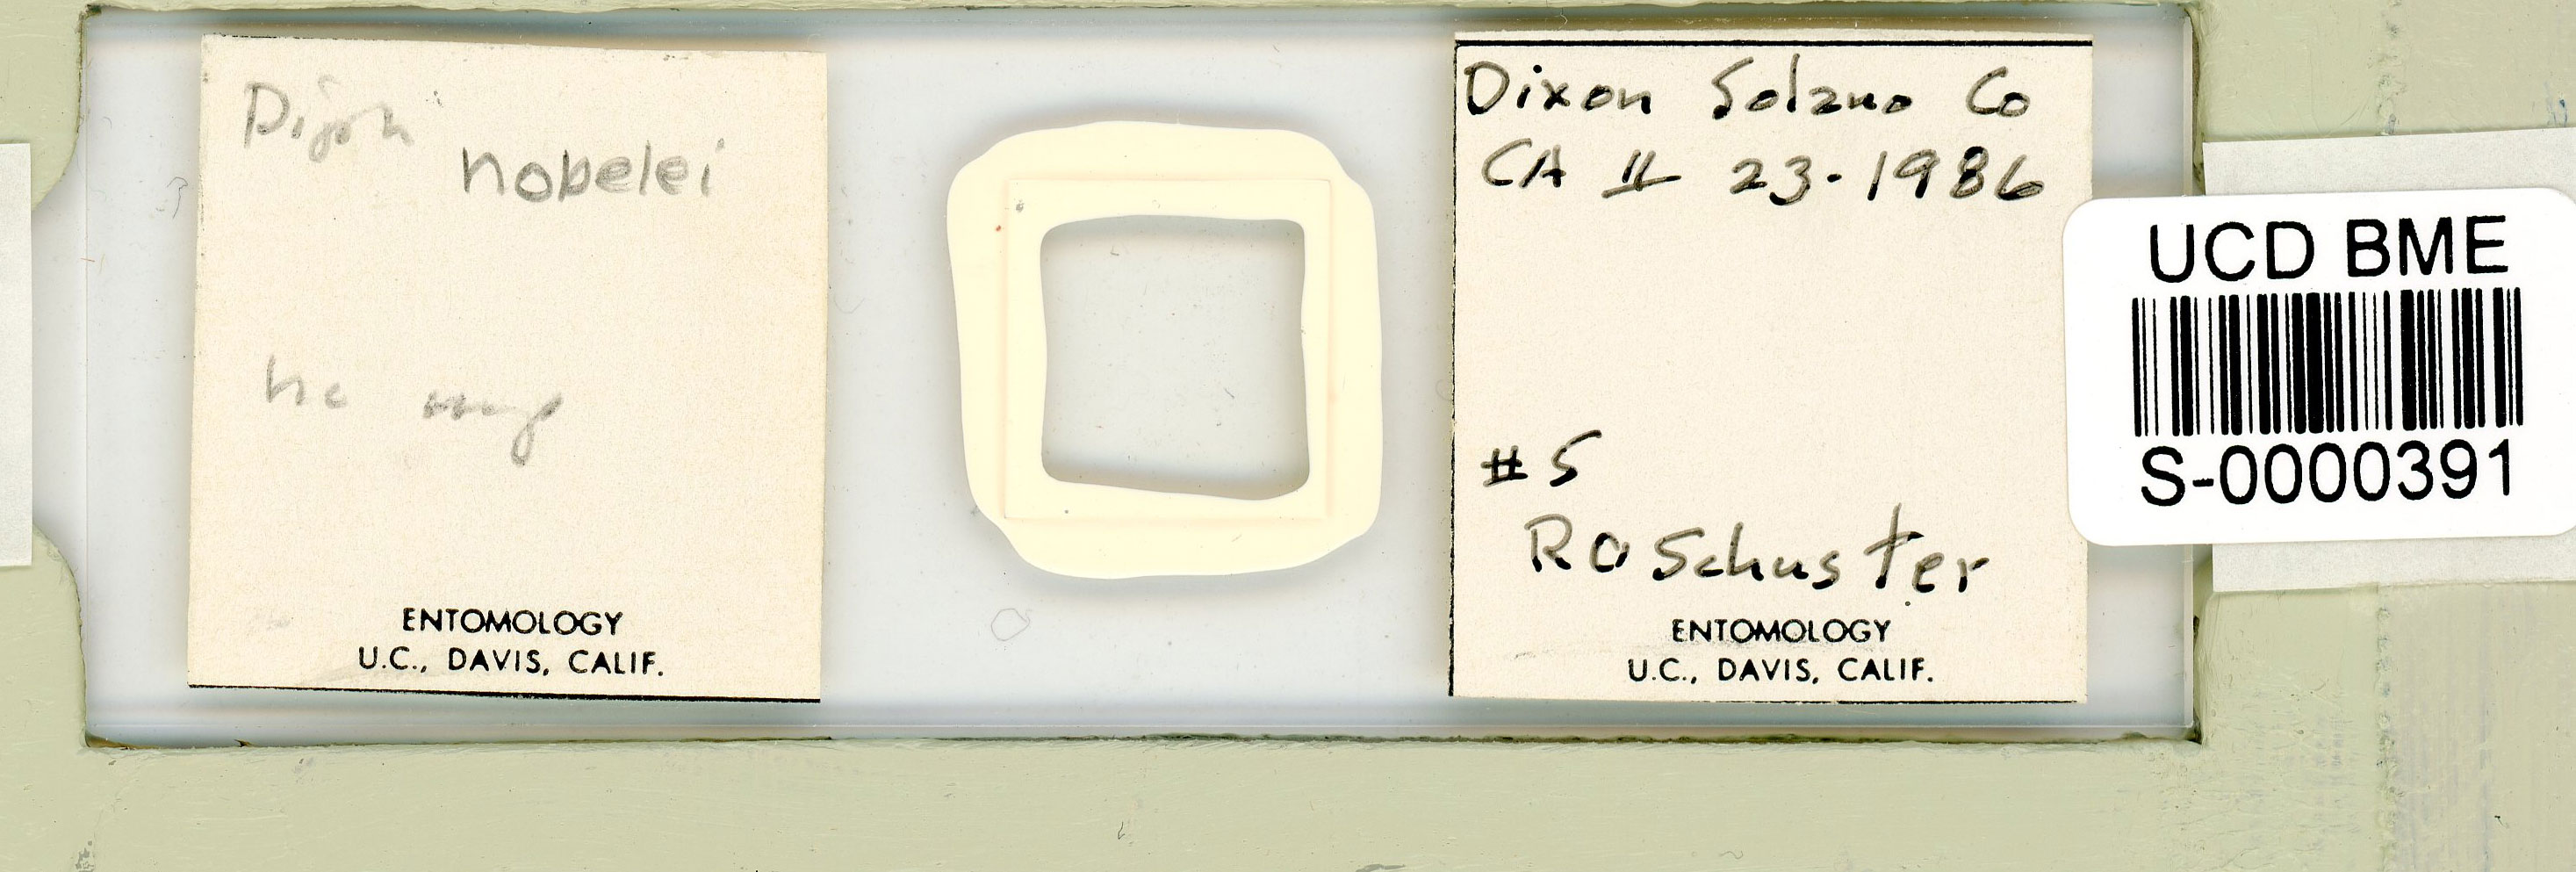 nobelei
ENTOMOLOGY
U.C., DAVIS, CALIF.
Dixon Solano Co
CA II 23-1986
#5
RO Schuster
ENTOMOLOGY
U.C., DAVIS, CALIF.
UCD BME
S-0000391